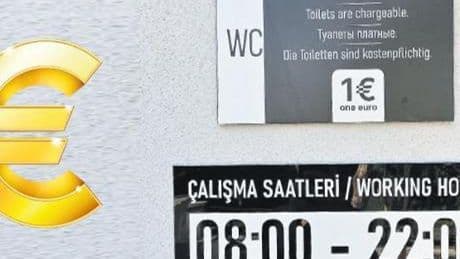 Toilets are chargeable.
Туалеты платные.
Die Toiletten sind kostenpflichtig.
WC
1€
one euro
€
ÇALIŞMA SAATLERİ / WORKING HO
08:00 - 22:0